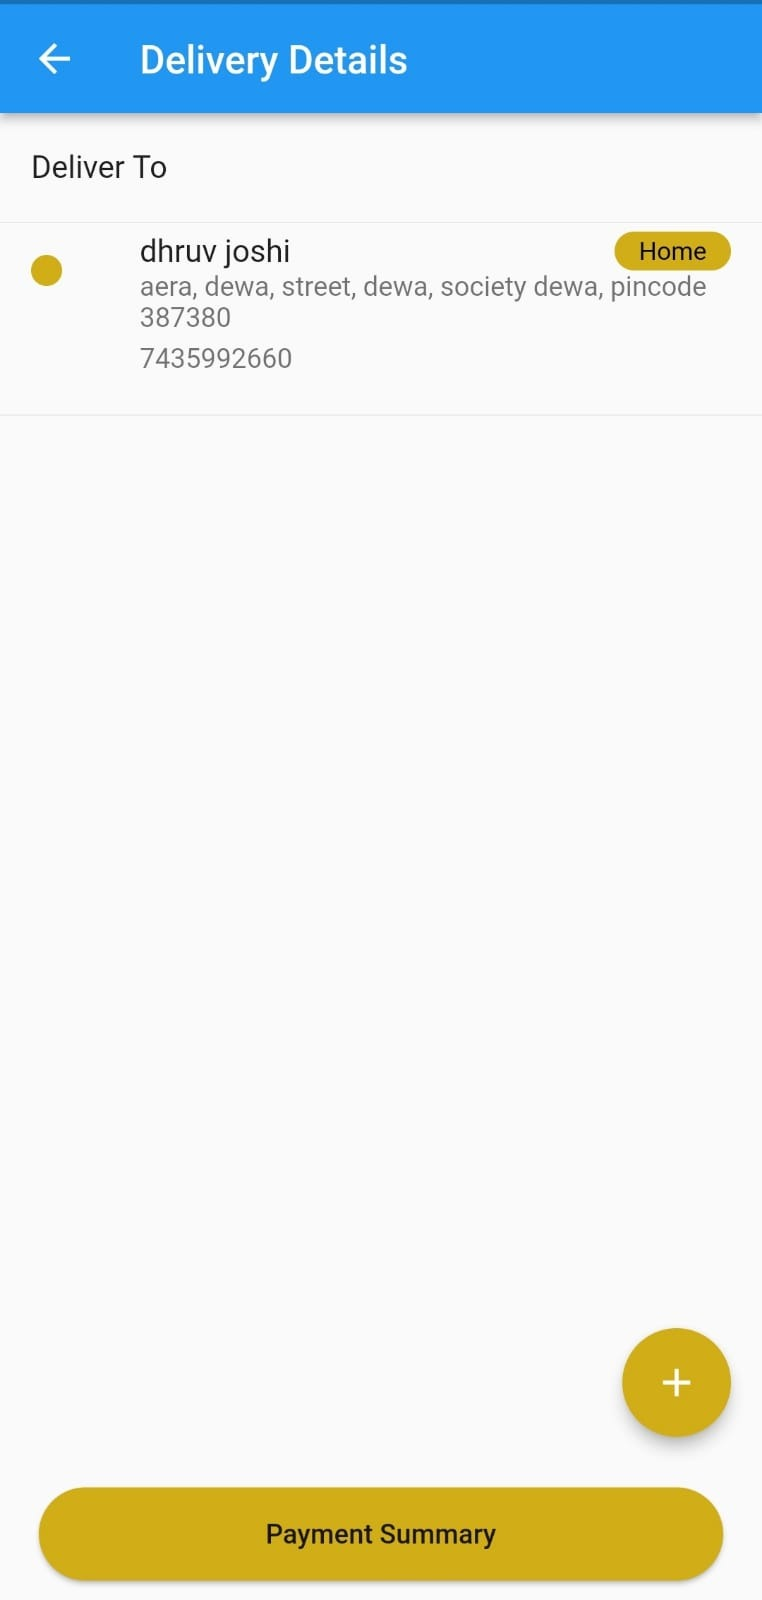 Delivery Details
Deliver To
dhruv joshi
Home
aera, dewa, street, dewa, society dewa, pincode
387380
7435992660
Payment Summary